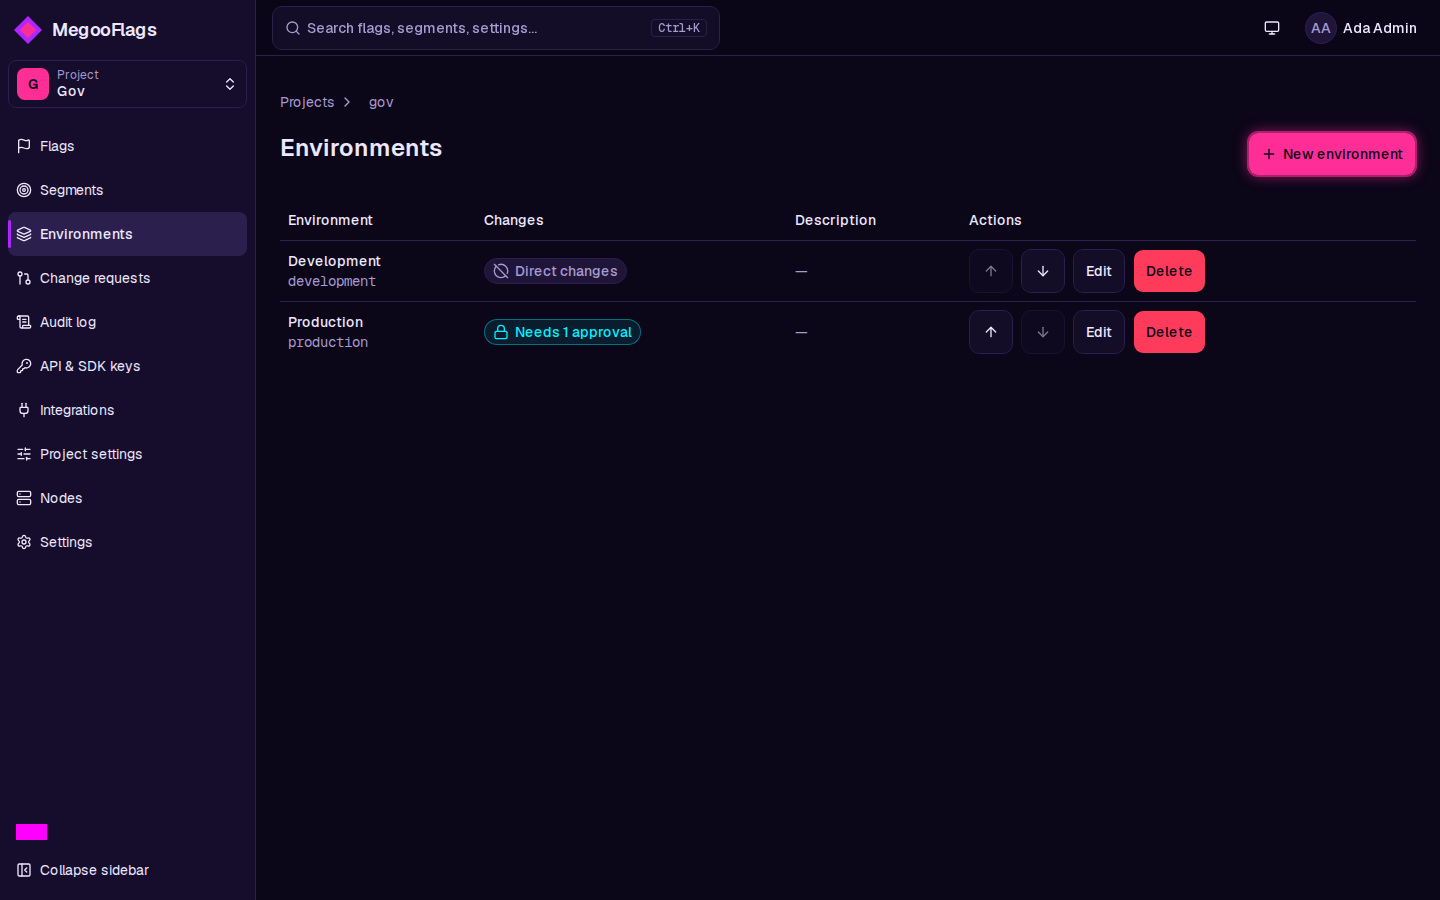 MegooFlags
Search flags, segments, settings...
Ctrl+K
AA
Ada Admin
G
Project
Gov
Flags
Segments
Environments
Change requests
Audit log
API & SDK keys
Integrations
Project settings
Nodes
Settings
Collapse sidebar
Projects
gov
Environments
New environment
Environment Changes Description Actions
Development
development
Direct changes
—
Edit
Delete
Production
production
Needs 1 approval
—
Edit
Delete